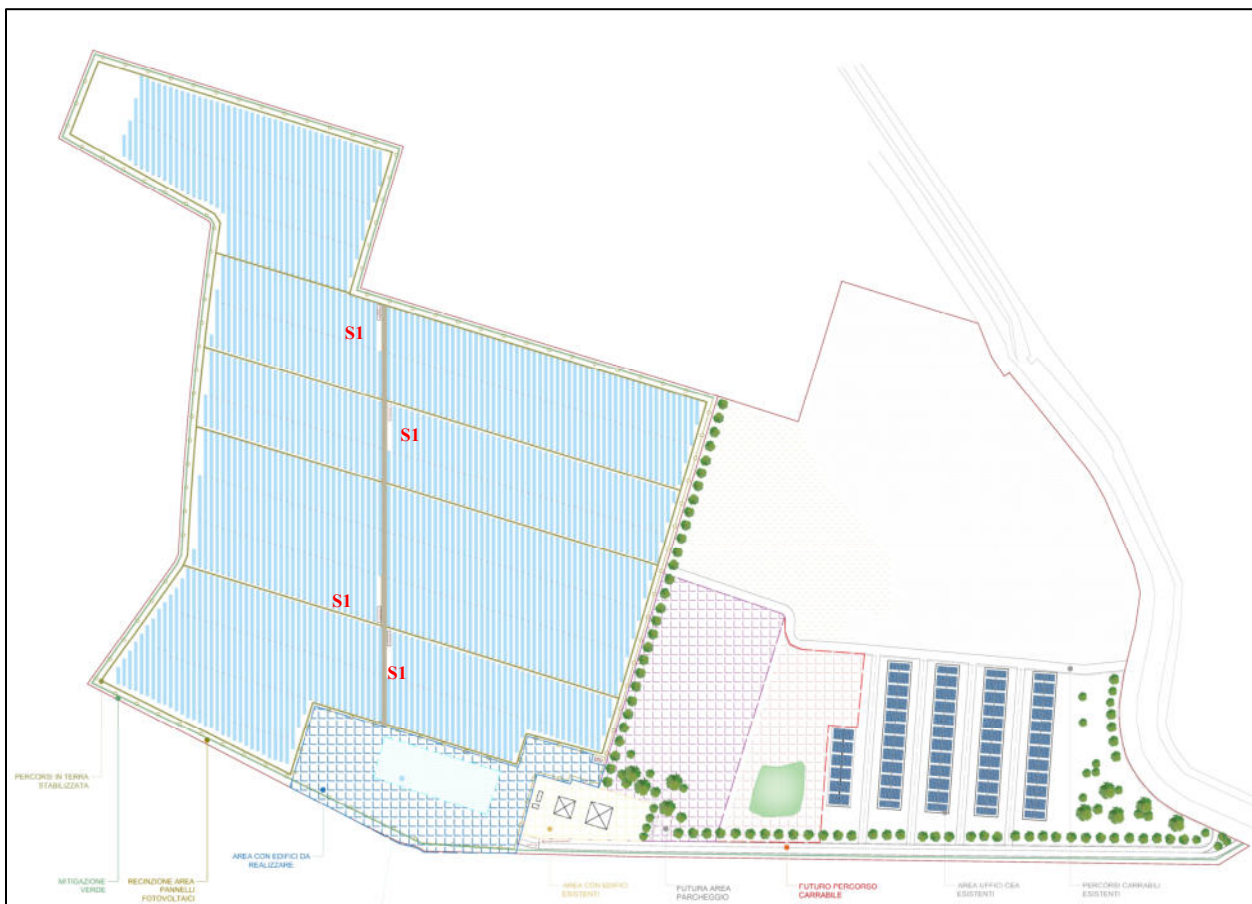 S1
S1
S1
S1
PERCORSI IN TERRA
STABILIZZATA
AREA CON EDIFICI DA
REALIZZARE
MITIGAZIONE
VERDE
RECINZIONE AREA
PANNELLI
FOTOVOLTAICI
AREA CON EDIFICI
ESISTENTI
FUTURA AREA
PARCHEGGIO
FUTURO PERCORSO
CARRABILE
AREA UFFICI CEA
ESISTENTI
PERCORSI CARRABILI
ESISTENTI